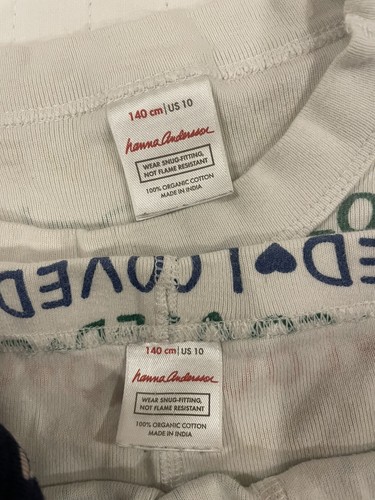 140 cm | US 10
hanna Andersson
WEAR SNUG-FITTING,
NOT FLAME RESISTANT
100% ORGANIC COTTON
MADE IN INDIA
LOVED
140 cm | US 10
hanna Andersson
WEAR SNUG-FITTING,
NOT FLAME RESISTANT
100% ORGANIC COTTON
MADE IN INDIA